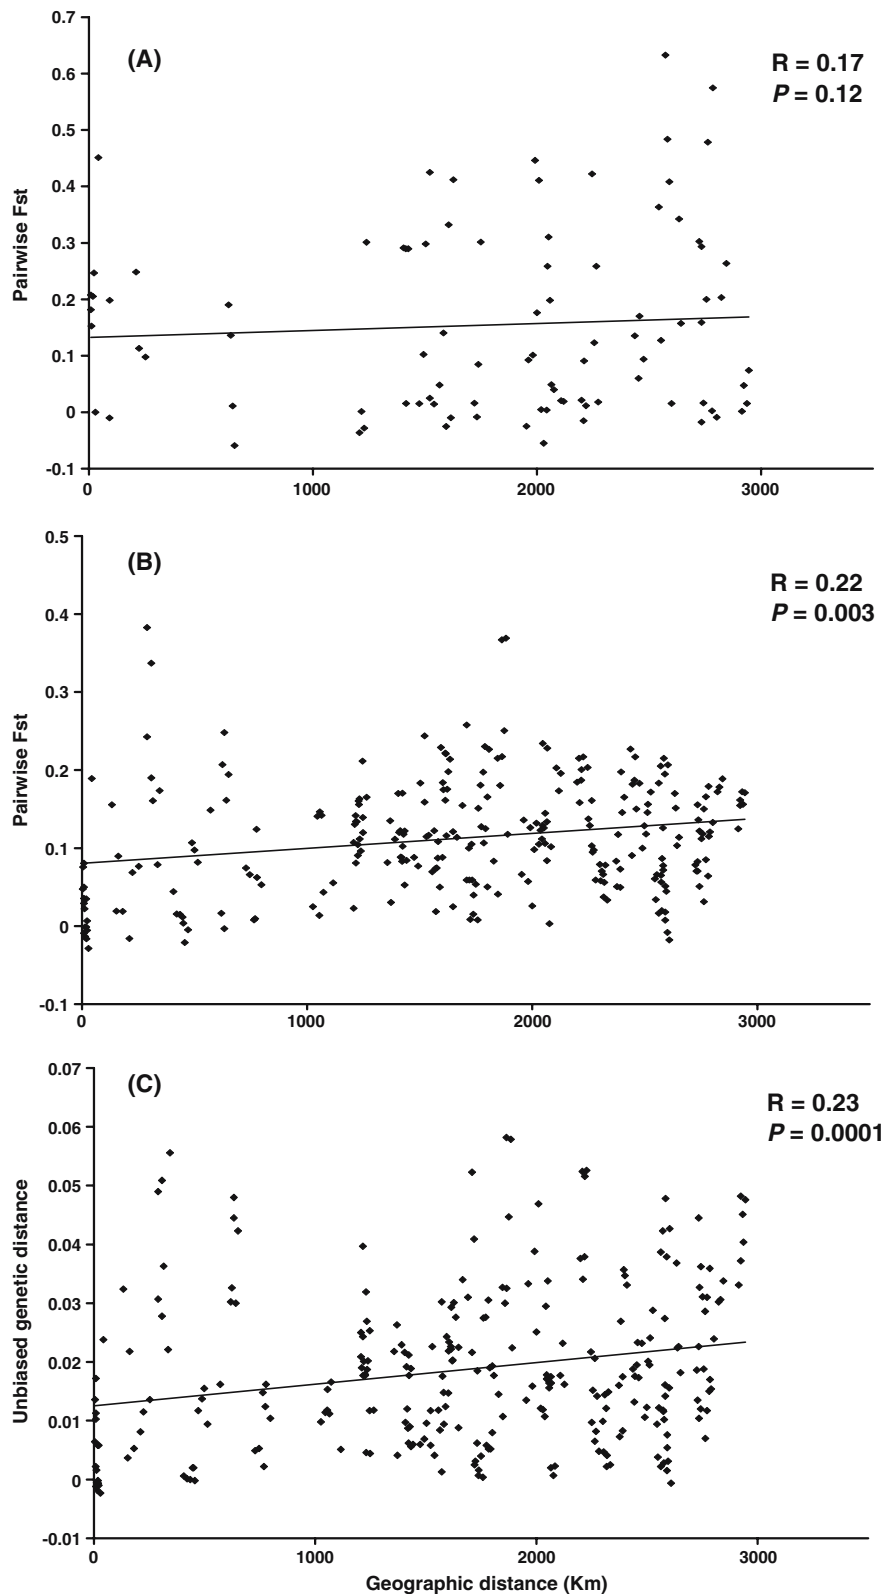 0.7
(A)
R = 0.17
P = 0.12
0.6
0.5
0.4
0.3
0.2
0.1
0
-0.1
Pairwise Fst
0 1000 2000 3000
0.5
(B)
R = 0.22
P = 0.003
0.4
0.3
0.2
0.1
0
-0.1
Pairwise Fst
0 1000 2000 3000
0.07
(C)
R = 0.23
P = 0.0001
0.06
0.05
0.04
0.03
0.02
0.01
0
-0.01
Unbiased genetic distance
0 1000 2000 3000
Geographic distance (Km)